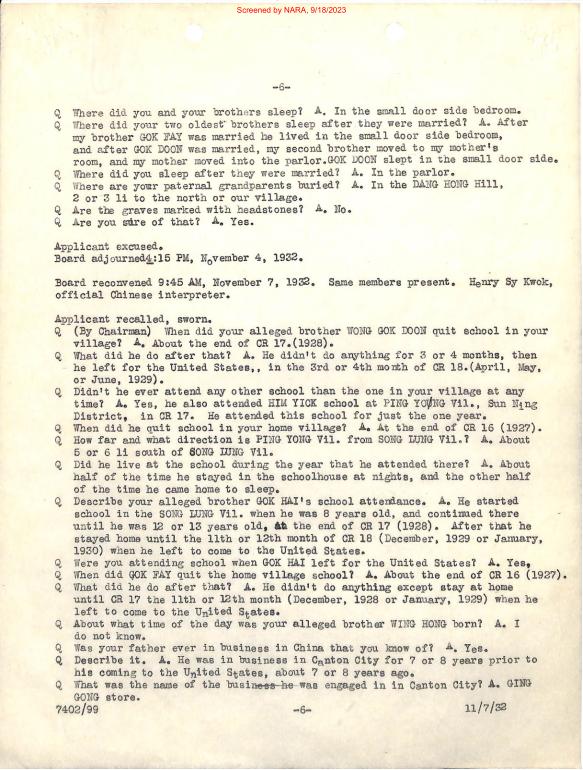 Screened by NARA, 9/18/2023
-6-
Q Where did you and your brothers sleep? A. In the small door side bedroom.
Q Where did your two oldest brothers sleep after they were married? A. After
my brother GOK FAY was married he lived in the small door side bedroom,
and after GOK DOON was married, my second brother moved to my mother's
room, and my mother moved into the parlor.GOK DOON slept in the small door side.
Q Where did you sleep after they were married? A. In the parlor.
Q Where are your paternal grandparents buried? A. In the DANG HONG Hill,
2 or 3 li to the north or our village.
Q Are the graves marked with headstones? A. No.
Q Are you sure of that? A. Yes.
Applicant excused.
Board adjourned4:15 PM, November 4, 1932.
Board reconvened 9:45 AM, November 7, 1932. Same members present. Henry Sy Kwok,
official Chinese interpreter.
Applicant recalled, sworn.
Q (By Chairman) When did your alleged brother WONG GOK DOON quit school in your
village? A. About the end of CR 17.(1928).
Q What did he do after that? A. He didn't do anything for 3 or 4 months, then
he left for the United States,, in the 3rd or 4th month of CR 18.(April, May,
or June, 1929).
Q Didn't he ever attend any other school than the one in your village at any
time? A. Yes, he also attended HIM YICK school at PING YONG Vil., Sun Ning
District, in CR 17. He attended this school for just the one year.
Q When did he quit school in your home village? A. At the end of CR 16 (1927).
Q How far and what direction is PING YONG Vil. from SONG LUNG Vil.? A. About
5 or 6 li south of SONG LUNG Vil.
Q Did he live at the school during the year that he attended there? A. About
half of the time he stayed in the schoolhouse at nights, and the other half
of the time he came home to sleep.
Q Describe your alleged brother GOK HAI's school attendance. A. He started
school in the SONG LUNG Vil. when he was 8 years old, and continued there
until he was 12 or 13 years old, at the end of CR 17 (1928). After that he
stayed home until the 11th or 12th month of CR 18 (December, 1929 or January,
1930) when he left to come to the United States.
Q Were you attending school when GOK HAI left for the United States? A. Yes,
Q When did GOK FAY quit the home village school? A. About the end of CR 16 (1927).
Q What did he do after that? A. He didn't do anything except stay at home
until CR 17 the 11th or 12th month (December, 1928 or January, 1929) when he
left to come to the United States.
Q About what time of the day was your alleged brother WING HONG born? A. I
do not know.
Q Was your father ever in business in China that you know of? A. Yes.
Q Describe it. A. He was in business in Canton City for 7 or 8 years prior to
his coming to the United States, about 7 or 8 years ago.
Q What was the name of the business he was engaged in in Canton City? A. GING
GONG store.
7402/99 -6- 11/7/32